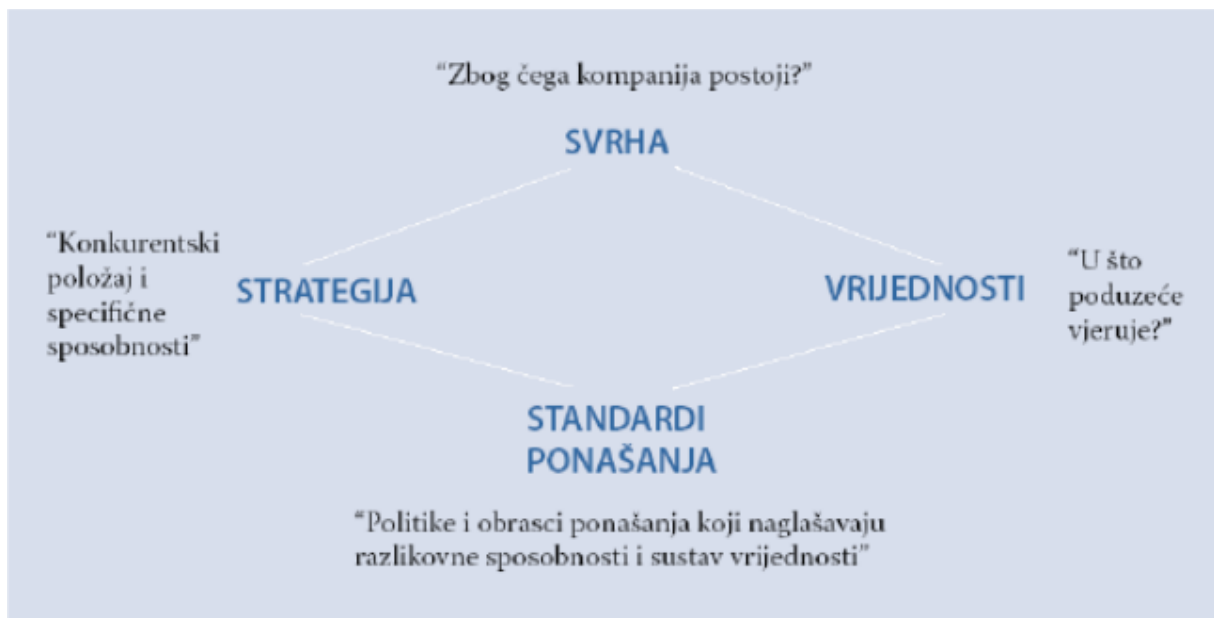 “Zbog čega kompanija postoji?”
SVRHA
“Konkurentski
položaj i
specifične
sposobnosti”
STRATEGIJA
VRIJEDNOSTI
“U što
poduzeće
vjeruje?”
STANDARDI
PONAŠANJA
“Politike i obrasci ponašanja koji naglašavaju
razlikovne sposobnosti i sustav vrijednosti”